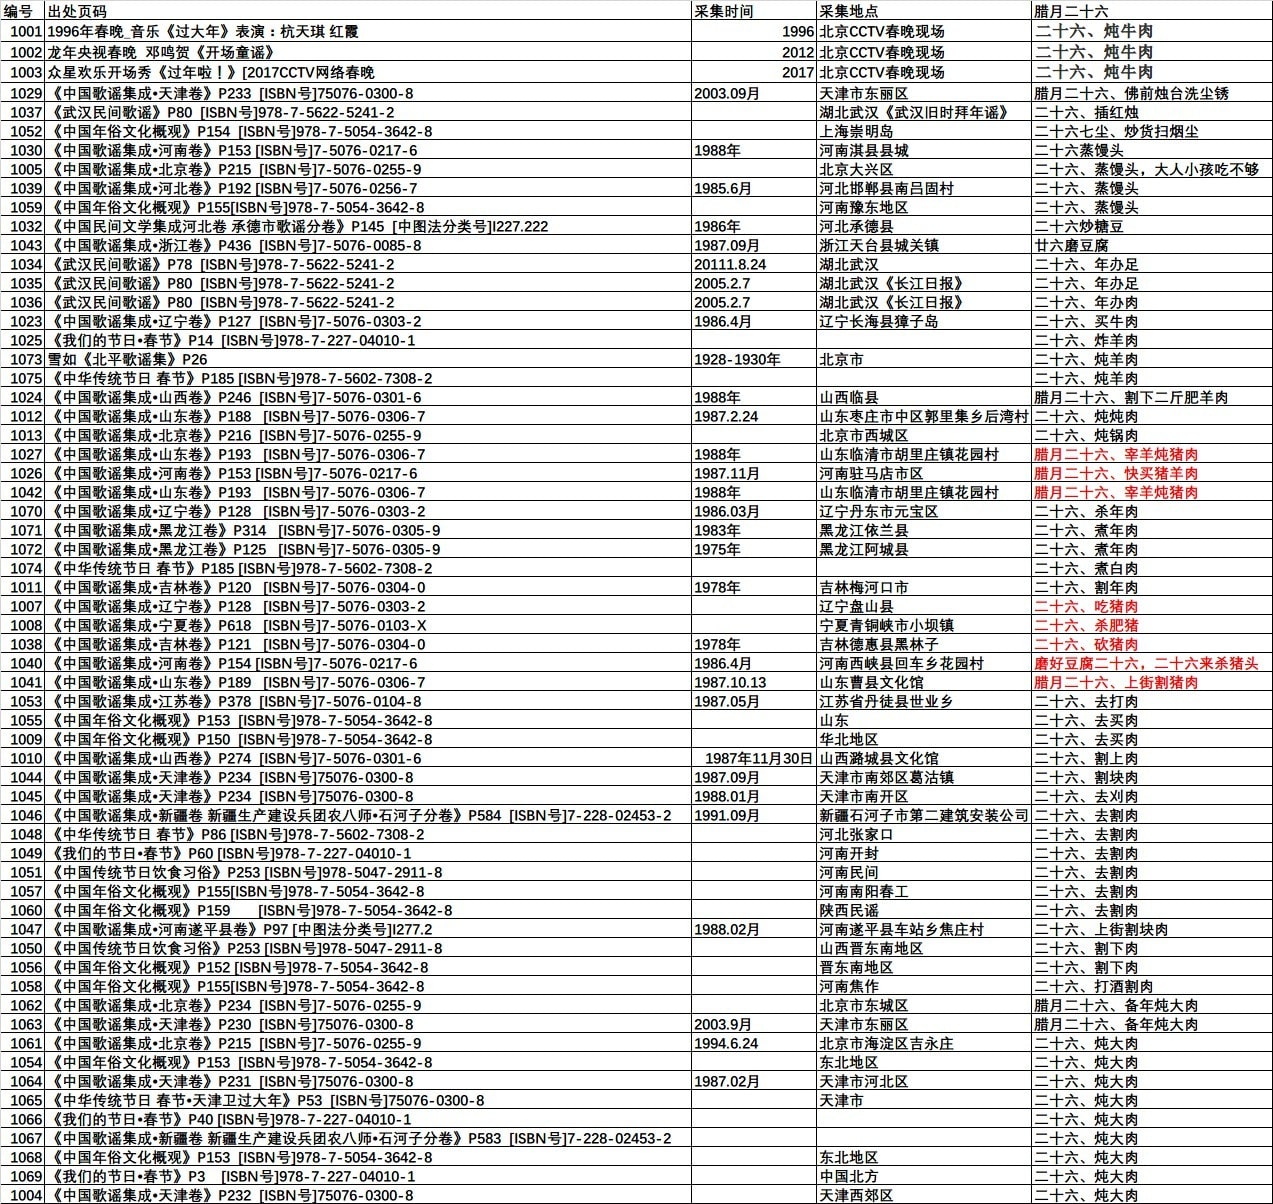 编号 出处页码 采集时间 采集地点 腊月二十六
1001 1996年春晚_音乐《过大年》表演：杭天琪 红霞 1996 北京CCTV春晚现场 二十六、炖牛肉
1002 龙年央视春晚 邓鸣贺《开场童谣》 2012 北京CCTV春晚现场 二十六、炖牛肉
1003 众星欢乐开场秀《过年啦！》[2017CCTV网络春晚 2017 北京CCTV春晚现场 二十六、炖牛肉
1029 《中国歌谣集成•天津卷》P233 [ISBN号]75076-0300-8 2003.09月 天津市东丽区 腊月二十六、佛前烛台洗尘锈
1037 《武汉民间歌谣》P80 [ISBN号]978-7-5622-5241-2 湖北武汉《武汉旧时拜年谣》 二十六、插红烛
1052 《中国年俗文化概观》P154 [ISBN号]978-7-5054-3642-8 上海崇明岛 二十六七尘、炒货扫烟尘
1030 《中国歌谣集成•河南卷》P153 [ISBN号]7-5076-0217-6 1988年 河南淇县县城 二十六蒸馒头
1005 《中国歌谣集成•北京卷》P215 [ISBN号]7-5076-0255-9 北京大兴区 二十六、蒸馒头，大人小孩吃不够
1039 《中国歌谣集成•河北卷》P192 [ISBN号]7-5076-0256-7 1985.6月 河北邯郸县南吕固村 二十六、蒸馒头
1059 《中国年俗文化概观》P155[ISBN号]978-7-5054-3642-8 河南豫东地区 二十六、蒸馒头
1032 《中国民间文学集成河北卷 承德市歌谣分卷》P145 [中图法分类号]I227.222 1986年 河北承德县 二十六炒糖豆
1043 《中国歌谣集成•浙江卷》P436 [ISBN号]7-5076-0085-8 1987.09月 浙江天台县城关镇 廿六磨豆腐
1034 《武汉民间歌谣》P78 [ISBN号]978-7-5622-5241-2 20111.8.24 湖北武汉 二十六、年办足
1035 《武汉民间歌谣》P80 [ISBN号]978-7-5622-5241-2 2005.2.7 湖北武汉《长江日报》 二十六、年办足
1036 《武汉民间歌谣》P80 [ISBN号]978-7-5622-5241-2 2005.2.7 湖北武汉《长江日报》 二十六、年办肉
1023 《中国歌谣集成•辽宁卷》P127 [ISBN号]7-5076-0303-2 1986.4月 辽宁长海县獐子岛 二十六、买牛肉
1025 《我们的节日•春节》P14 [ISBN号]978-7-227-04010-1 二十六、炸羊肉
1073 雪如《北平歌谣集》P26 1928-1930年 北京市 二十六、炖羊肉
1075 《中华传统节日 春节》P185 [ISBN号]978-7-5602-7308-2 二十六、炖羊肉
1024 《中国歌谣集成•山西卷》P246 [ISBN号]7-5076-0301-6 1988年 山西临县 腊月二十六、割下二斤肥羊肉
1012 《中国歌谣集成•山东卷》P188 [ISBN号]7-5076-0306-7 1987.2.24 山东枣庄市中区郭里集乡后湾村 二十六、炖炖肉
1013 《中国歌谣集成•北京卷》P216 [ISBN号]7-5076-0255-9 北京市西城区 二十六、炖锅肉
1027 《中国歌谣集成•山东卷》P193 [ISBN号]7-5076-0306-7 1988年 山东临清市胡里庄镇花园村 腊月二十六、宰羊炖猪肉
1026 《中国歌谣集成•河南卷》P153 [ISBN号]7-5076-0217-6 1987.11月 河南驻马店市区 腊月二十六、快买猪羊肉
1042 《中国歌谣集成•山东卷》P193 [ISBN号]7-5076-0306-7 1988年 山东临清市胡里庄镇花园村 腊月二十六、宰羊炖猪肉
1070 《中国歌谣集成•辽宁卷》P128 [ISBN号]7-5076-0303-2 1986.03月 辽宁丹东市元宝区 二十六、杀年肉
1071 《中国歌谣集成•黑龙江卷》P314 [ISBN号]7-5076-0305-9 1983年 黑龙江依兰县 二十六、煮年肉
1072 《中国歌谣集成•黑龙江卷》P125 [ISBN号]7-5076-0305-9 1975年 黑龙江阿城县 二十六、煮年肉
1074 《中华传统节日 春节》P185 [ISBN号]978-7-5602-7308-2 二十六、煮白肉
1011 《中国歌谣集成•吉林卷》P120 [ISBN号]7-5076-0304-0 1978年 吉林梅河口市 二十六、割年肉
1007 《中国歌谣集成•辽宁卷》P128 [ISBN号]7-5076-0303-2 辽宁盘山县 二十六、吃猪肉
1008 《中国歌谣集成•宁夏卷》P618 [ISBN号]7-5076-0103-X 宁夏青铜峡市小坝镇 二十六、杀肥猪
1038 《中国歌谣集成•吉林卷》P121 [ISBN号]7-5076-0304-0 1978年 吉林德惠县黑林子 二十六、砍猪肉
1040 《中国歌谣集成•河南卷》P154 [ISBN号]7-5076-0217-6 1986.4月 河南西峡县回车乡花园村 磨好豆腐二十六，二十六来杀猪头
1041 《中国歌谣集成•山东卷》P189 [ISBN号]7-5076-0306-7 1987.10.13 山东曹县文化馆 腊月二十六、上街割猪肉
1053 《中国歌谣集成•江苏卷》P378 [ISBN号]7-5076-0104-8 1987.05月 江苏省丹徒县世业乡 二十六、去打肉
1055 《中国年俗文化概观》P153 [ISBN号]978-7-5054-3642-8 山东 二十六、去买肉
1009 《中国年俗文化概观》P150 [ISBN号]978-7-5054-3642-8 华北地区 二十六、去买肉
1010 《中国歌谣集成•山西卷》P274 [ISBN号]7-5076-0301-6 1987年11月30日 山西潞城县文化馆 二十六、割上肉
1044 《中国歌谣集成•天津卷》P234 [ISBN号]75076-0300-8 1987.09月 天津市南郊区葛沽镇 二十六、割块肉
1045 《中国歌谣集成•天津卷》P234 [ISBN号]75076-0300-8 1988.01月 天津市南开区 二十六、去刈肉
1046 《中国歌谣集成•新疆卷 新疆生产建设兵团农八师•石河子分卷》P584 [ISBN号]7-228-02453-2 1991.09月 新疆石河子市第二建筑安装公司 二十六、去割肉
1048 《中华传统节日 春节》P86 [ISBN号]978-7-5602-7308-2 河北张家口 二十六、去割肉
1049 《我们的节日•春节》P60 [ISBN号]978-7-227-04010-1 河南开封 二十六、去割肉
1051 《中国传统节日饮食习俗》P253 [ISBN号]978-5047-2911-8 河南民间 二十六、去割肉
1057 《中国年俗文化概观》P155[ISBN号]978-7-5054-3642-8 河南南阳春工 二十六、去割肉
1060 《中国年俗文化概观》P159 [ISBN号]978-7-5054-3642-8 陕西民谣 二十六、去割肉
1047 《中国歌谣集成•河南遂平县卷》P97 [中图法分类号]I277.2 1988.02月 河南遂平县车站乡焦庄村 二十六、上街割块肉
1050 《中国传统节日饮食习俗》P253 [ISBN号]978-5047-2911-8 山西晋东南地区 二十六、割下肉
1056 《中国年俗文化概观》P152 [ISBN号]978-7-5054-3642-8 晋东南地区 二十六、割下肉
1058 《中国年俗文化概观》P155[ISBN号]978-7-5054-3642-8 河南焦作 二十六、打酒割肉
1062 《中国歌谣集成•北京卷》P234 [ISBN号]7-5076-0255-9 北京市东城区 腊月二十六、备年炖大肉
1063 《中国歌谣集成•天津卷》P230 [ISBN号]75076-0300-8 2003.9月 天津市东丽区 腊月二十六、备年炖大肉
1061 《中国歌谣集成•北京卷》P215 [ISBN号]7-5076-0255-9 1994.6.24 北京市海淀区吉永庄 二十六、炖大肉
1054 《中国年俗文化概观》P153 [ISBN号]978-7-5054-3642-8 东北地区 二十六、炖大肉
1064 《中国歌谣集成•天津卷》P231 [ISBN号]75076-0300-8 1987.02月 天津市河北区 二十六、炖大肉
1065 《中华传统节日 春节•天津卫过大年》P53 [ISBN号]75076-0300-8 天津市 二十六、炖大肉
1066 《我们的节日•春节》P40 [ISBN号]978-7-227-04010-1 二十六、炖大肉
1067 《中国歌谣集成•新疆卷 新疆生产建设兵团农八师•石河子分卷》P583 [ISBN号]7-228-02453-2 二十六、炖大肉
1068 《中国年俗文化概观》P153 [ISBN号]978-7-5054-3642-8 东北地区 二十六、炖大肉
1069 《我们的节日•春节》P3 [ISBN号]978-7-227-04010-1 中国北方 二十六、炖大肉
1004 《中国歌谣集成•天津卷》P232 [ISBN号]75076-0300-8 天津西郊区 二十六、炖大肉